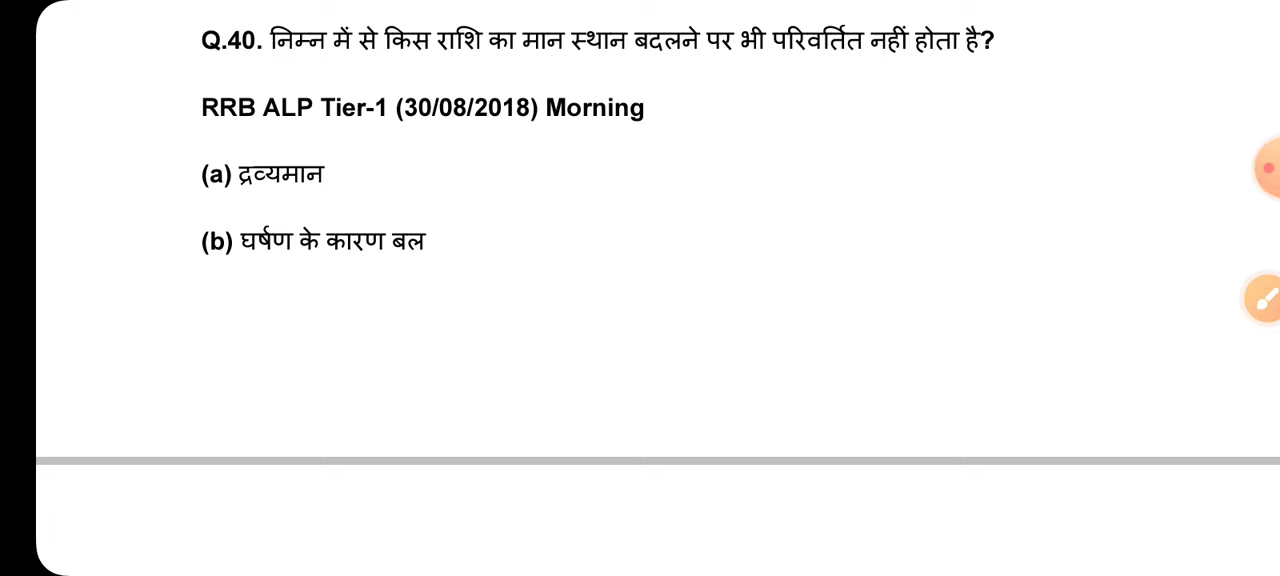 Q.40. निम्न में से किस राशि का मान स्थान बदलने पर भी परिवर्तित नहीं होता है?
RRB ALP Tier-1 (30/08/2018) Morning
(a) द्रव्यमान
(b) घर्षण के कारण बल